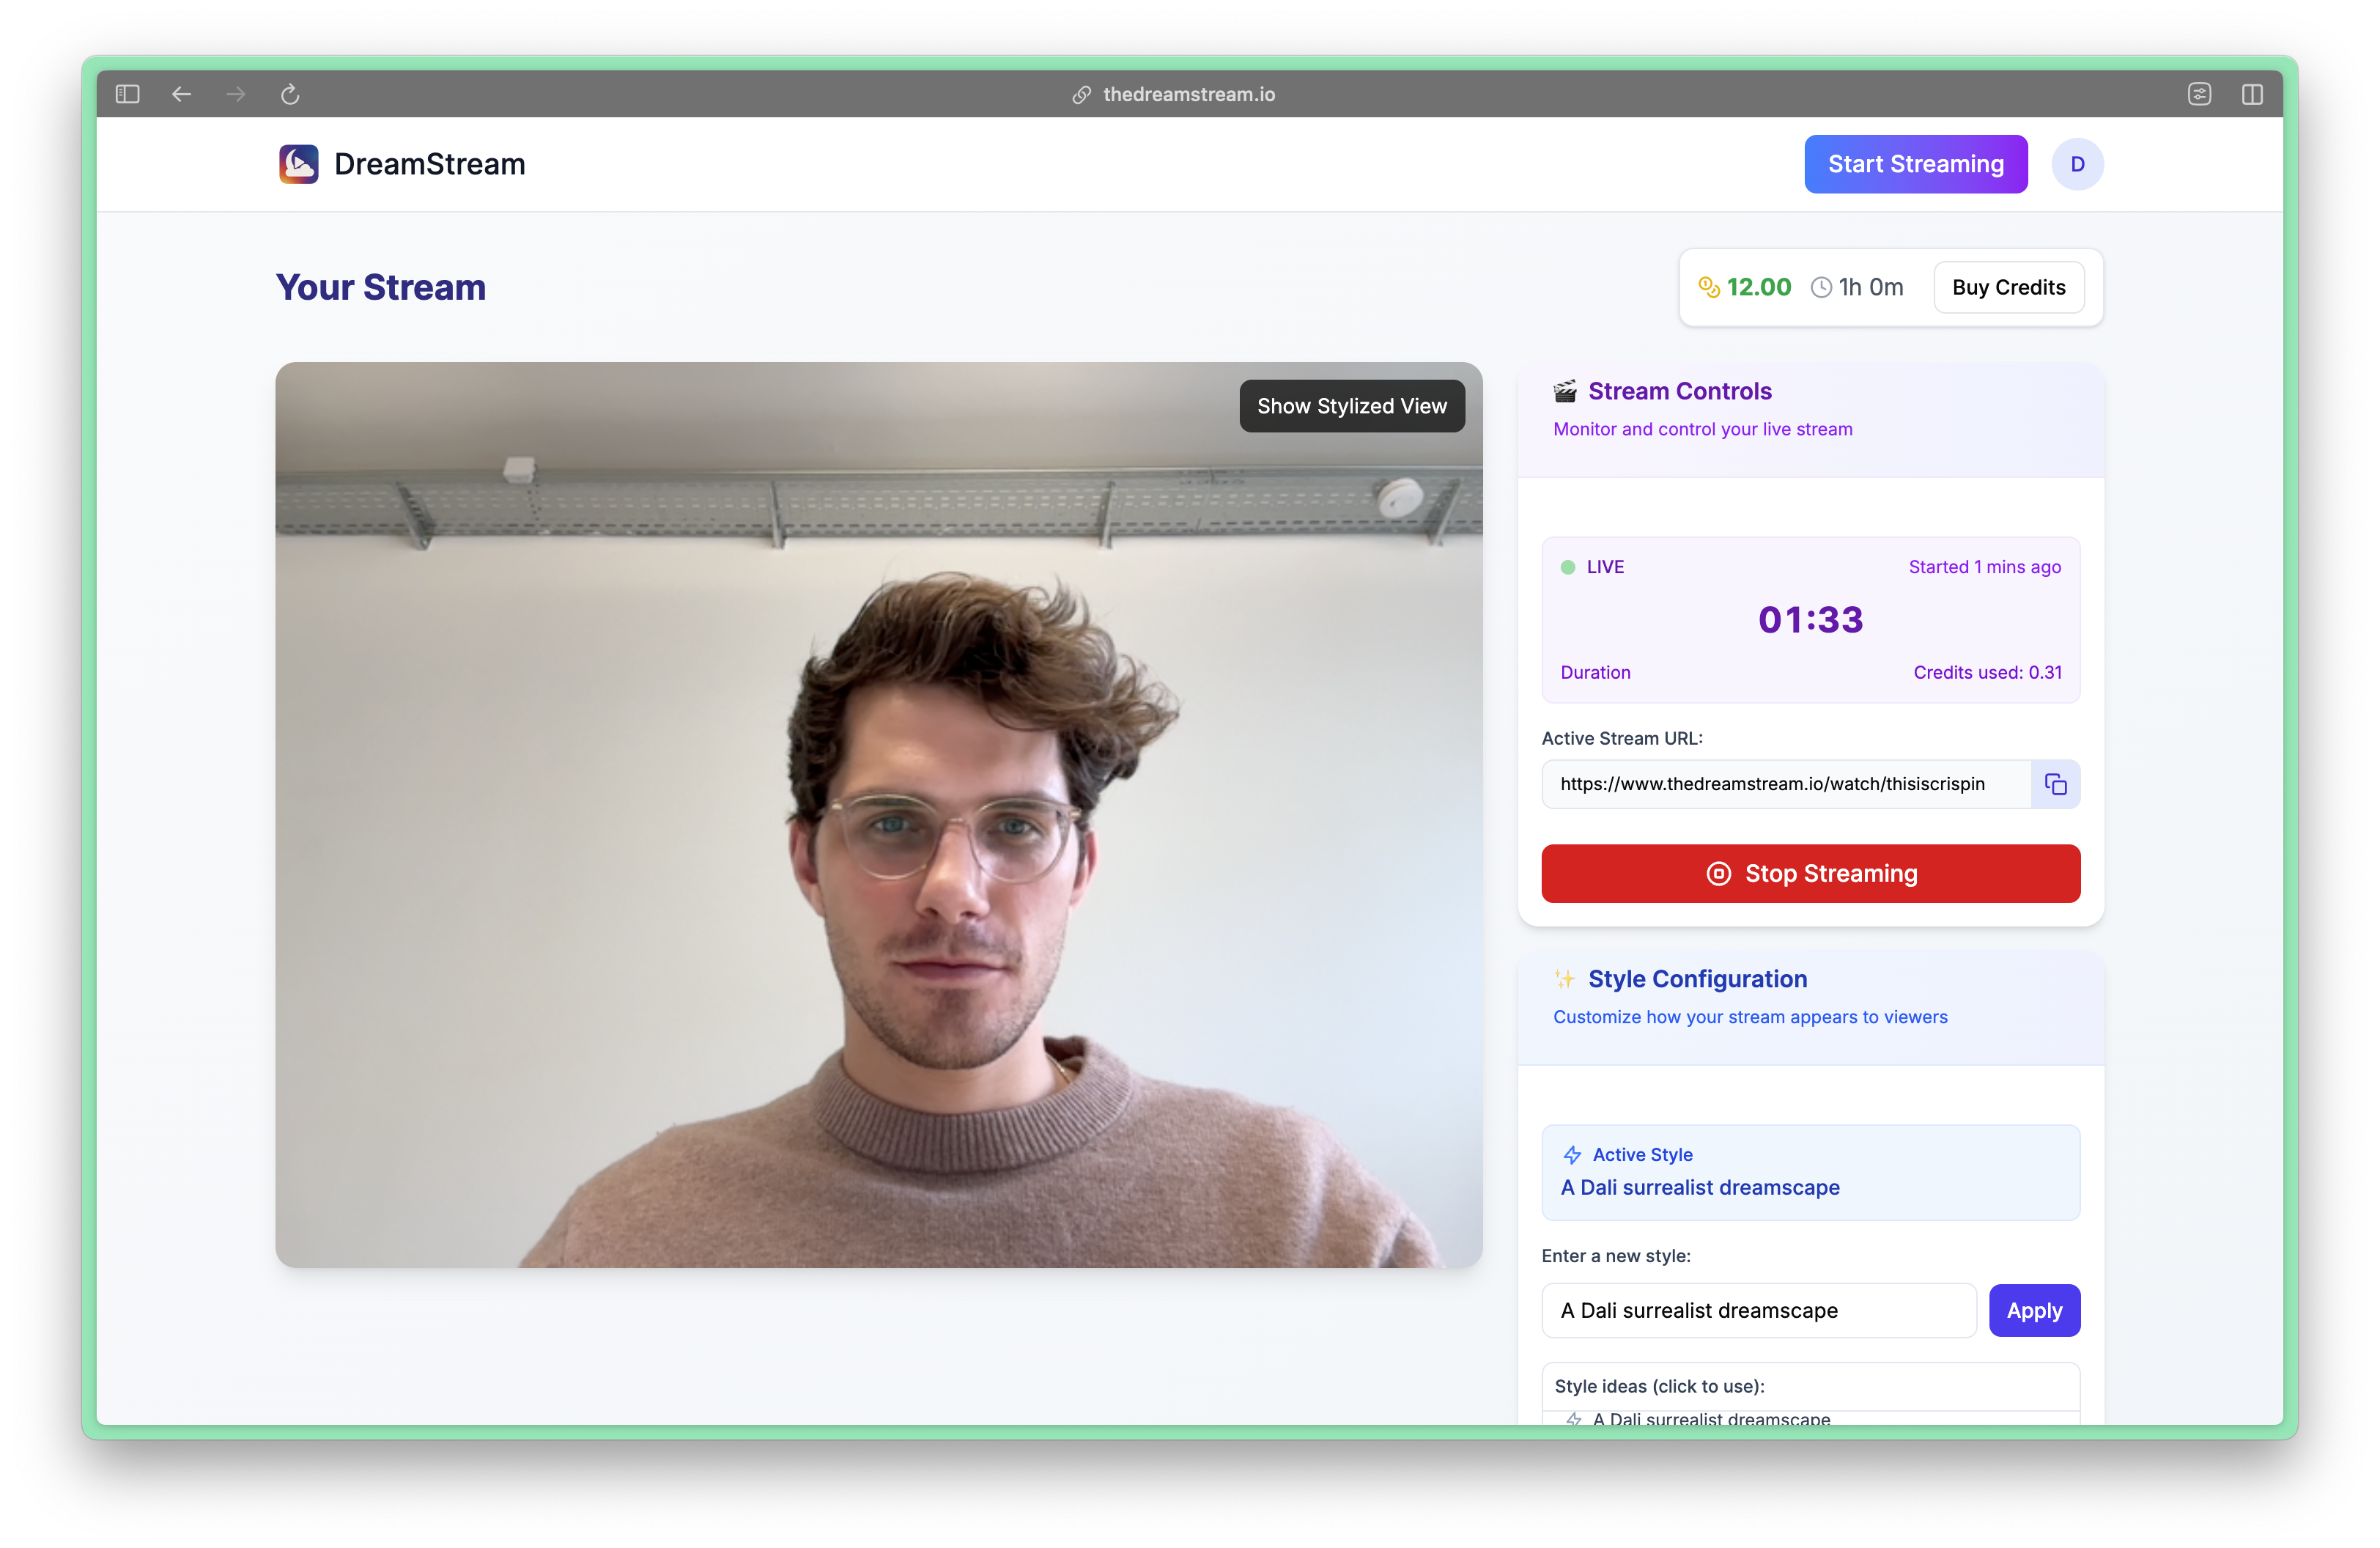 thedreamstream.io
DreamStream
Start Streaming
D
Your Stream
12.00
1h 0m
Buy Credits
Show Stylized View
Stream Controls
Monitor and control your live stream
LIVE
Started 1 mins ago
01:33
Duration
Credits used: 0.31
Active Stream URL:
https://www.thedreamstream.io/watch/thisiscrispin
Stop Streaming
Style Configuration
Customize how your stream appears to viewers
Active Style
A Dali surrealist dreamscape
Enter a new style:
A Dali surrealist dreamscape
Apply
Style ideas (click to use):
A Dali surrealist dreamscape